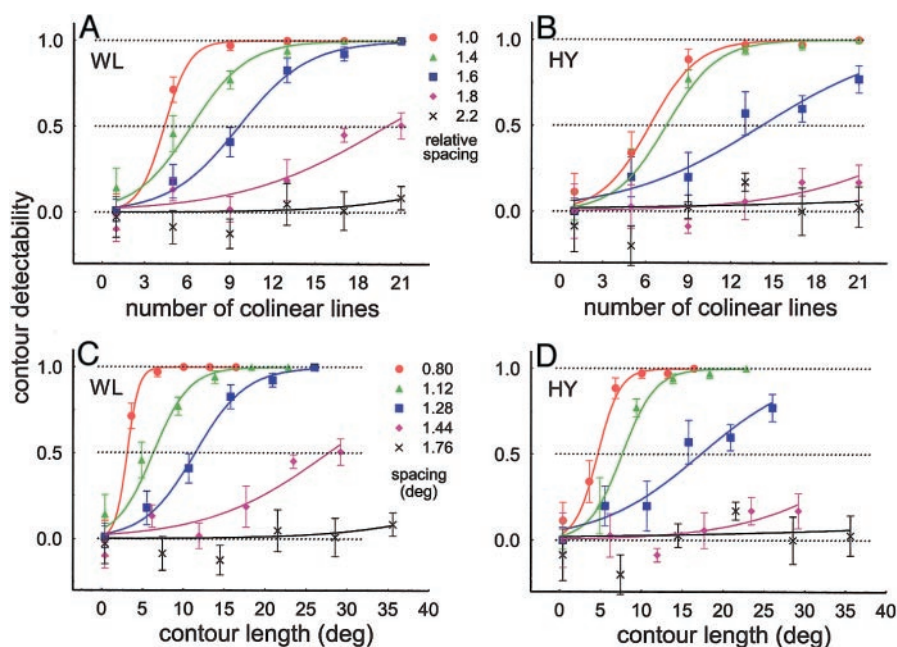 A
WL
1.0
0.5
0.0
0 3 6 9 12 15 18 21
number of colinear lines
1.0
1.4
1.6
1.8
2.2
relative
spacing
B
HY
1.0
0.5
0.0
0 3 6 9 12 15 18 21
number of colinear lines
contour detectability
C
WL
1.0
0.5
0.0
0 5 10 15 20 25 30 35 40
contour length (deg)
0.80
1.12
1.28
1.44
1.76
spacing
(deg)
D
HY
1.0
0.5
0.0
0 5 10 15 20 25 30 35 40
contour length (deg)